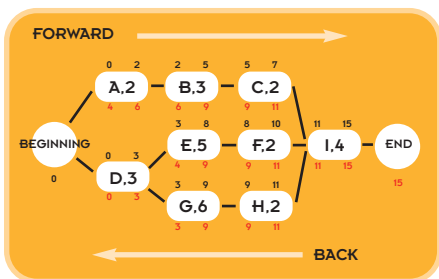 FORWARD
0 2 2 5 5 7
A,2 B,3 C,2
4 6 6 9 9 11
3 8 8 10 11 15
BEGINNING E,5 F,2 I,4 END
0 3 4 9 9 11 11 15
0 D,3 15
0 3 3 9 9 11
G,6 H,2
3 9 9 11
BACK